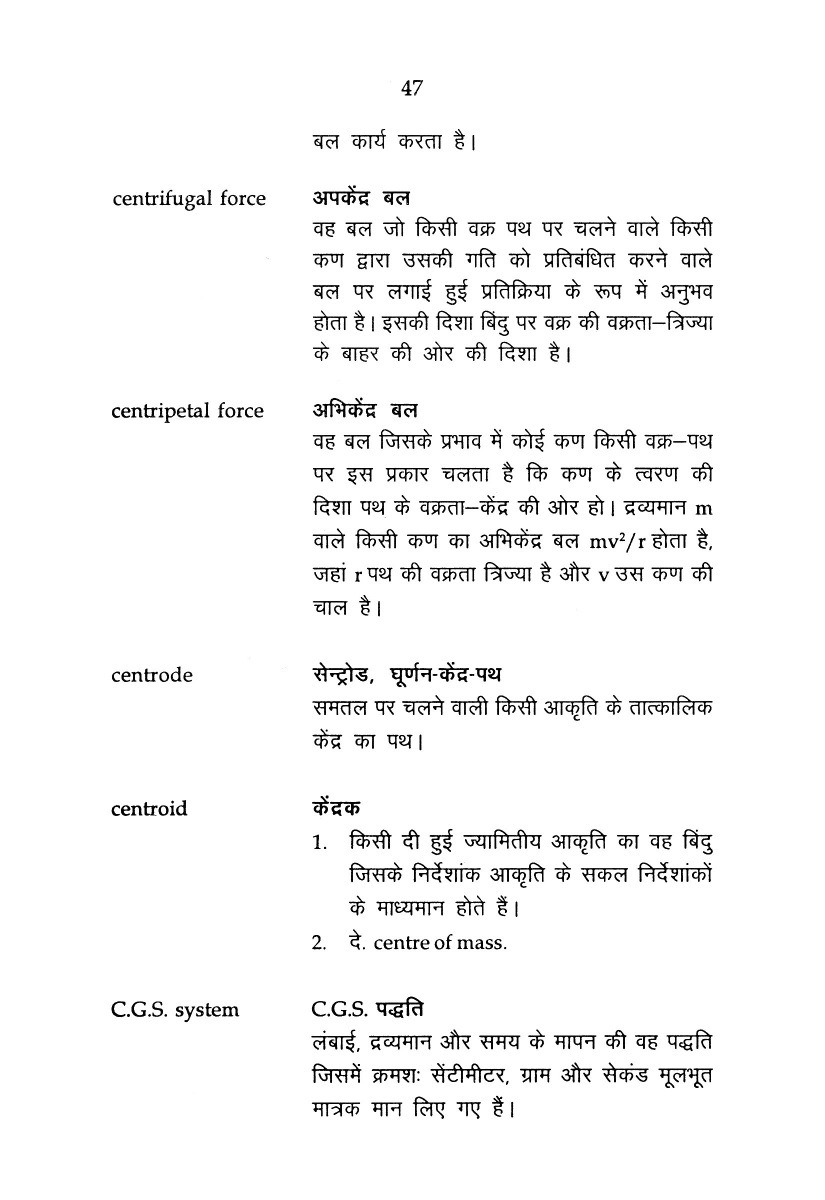 47
बल कार्य करता है।
centrifugal force अपकेंद्र बल
वह बल जो किसी वक्र पथ पर चलने वाले किसी
कण द्वारा उसकी गति को प्रतिबंधित करने वाले
बल पर लगाई हुई प्रतिक्रिया के रूप में अनुभव
होता है। इसकी दिशा बिंदु पर वक्र की वक्रता–त्रिज्या
के बाहर की ओर की दिशा है।
centripetal force अभिकेंद्र बल
वह बल जिसके प्रभाव में कोई कण किसी वक्र–पथ
पर इस प्रकार चलता है कि कण के त्वरण की
दिशा पथ के वक्रता–केंद्र की ओर हो। द्रव्यमान m
वाले किसी कण का अभिकेंद्र बल mv²/r होता है,
जहां r पथ की वक्रता त्रिज्या है और v उस कण की
चाल है।
centrode सेन्ट्रोड, घूर्णन-केंद्र-पथ
समतल पर चलने वाली किसी आकृति के तात्कालिक
केंद्र का पथ।
centroid केंद्रक
1. किसी दी हुई ज्यामितीय आकृति का वह बिंदु
जिसके निर्देशांक आकृति के सकल निर्देशांकों
के माध्यमान होते हैं।
2. दे. centre of mass.
C.G.S. system C.G.S. पद्धति
लंबाई, द्रव्यमान और समय के मापन की वह पद्धति
जिसमें क्रमशः सेंटीमीटर, ग्राम और सेकंड मूलभूत
मात्रक मान लिए गए हैं।